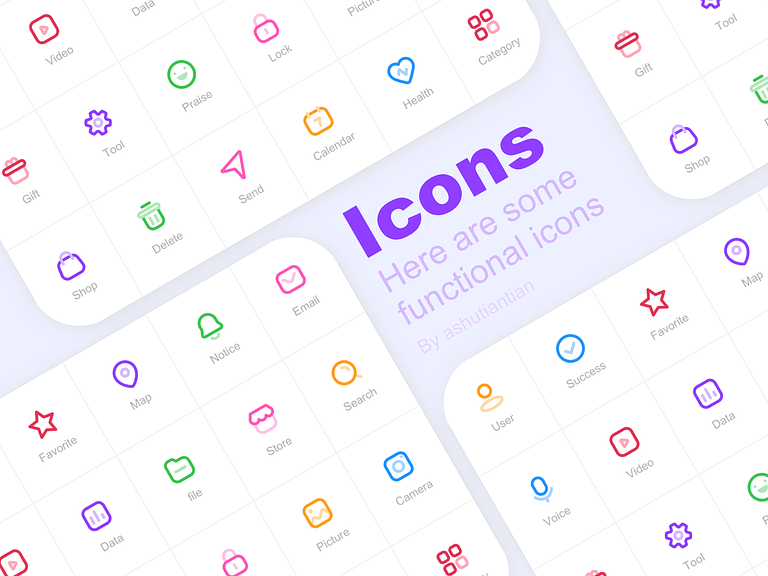 Video
Data
Lock
Category
Gift
Tool
Praise
Calendar
Health
Shop
Delete
Send
Icons
Here are some
functional icons
By ashutiantian
Tool
Gift
Shop
Favorite
Map
Notice
Email
Data
file
Store
Search
Picture
Camera
User
Success
Favorite
Map
Voice
Video
Data
Tool